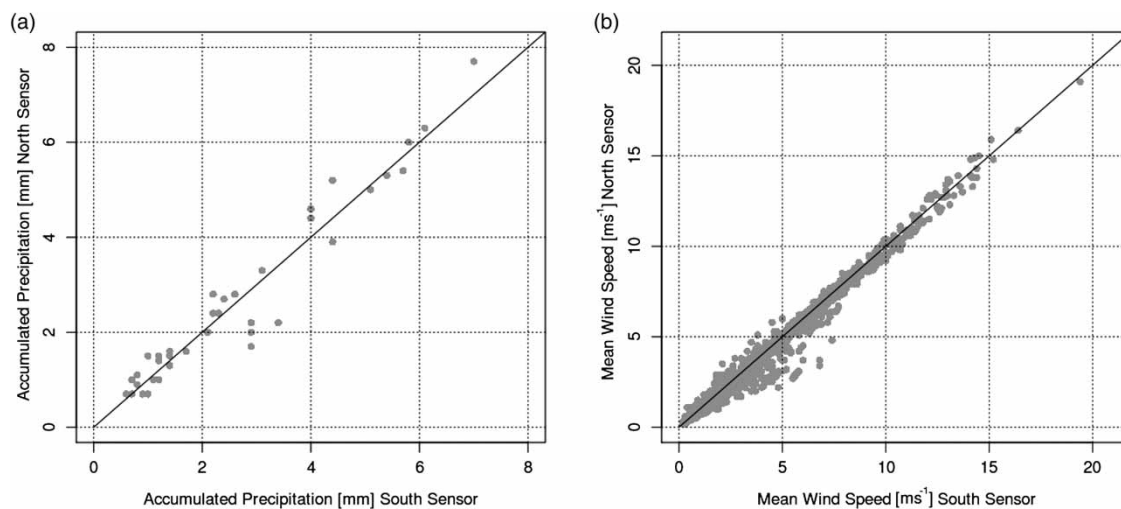 (a)
Accumulated Precipitation [mm] North Sensor
8
6
4
2
0
0 2 4 6 8
Accumulated Precipitation [mm] South Sensor
(b)
Mean Wind Speed [ms⁻¹] North Sensor
20
15
10
5
0
0 5 10 15 20
Mean Wind Speed [ms⁻¹] South Sensor